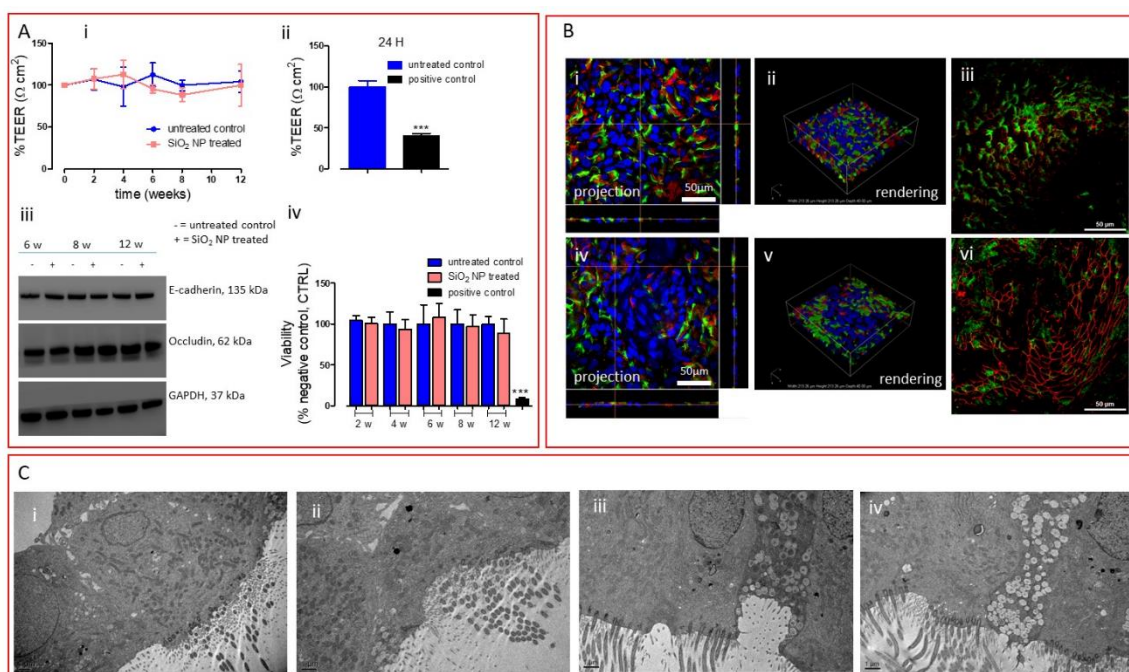 A
i
150
100
50
0
%TEER (Ω cm²)
0 2 4 6 8 10 12
time (weeks)
untreated control
SiO₂ NP treated
ii
24 H
150
100
50
0
%TEER (Ω cm²)
untreated control
positive control
***
iii
- = untreated control
+ = SiO₂ NP treated
6 w 8 w 12 w
- + - + - +
E-cadherin, 135 kDa
Occludin, 62 kDa
GAPDH, 37 kDa
iv
untreated control
SiO₂ NP treated
positive control
Viability
(% negative control, CTRL)
150
100
50
0
***
2 w 4 w 6 w 8 w 12 w
B
i
projection
50µm
ii
rendering
iii
50 µm
iv
projection
50µm
v
rendering
vi
50 µm
C
i
ii
iii
iv
1 µm